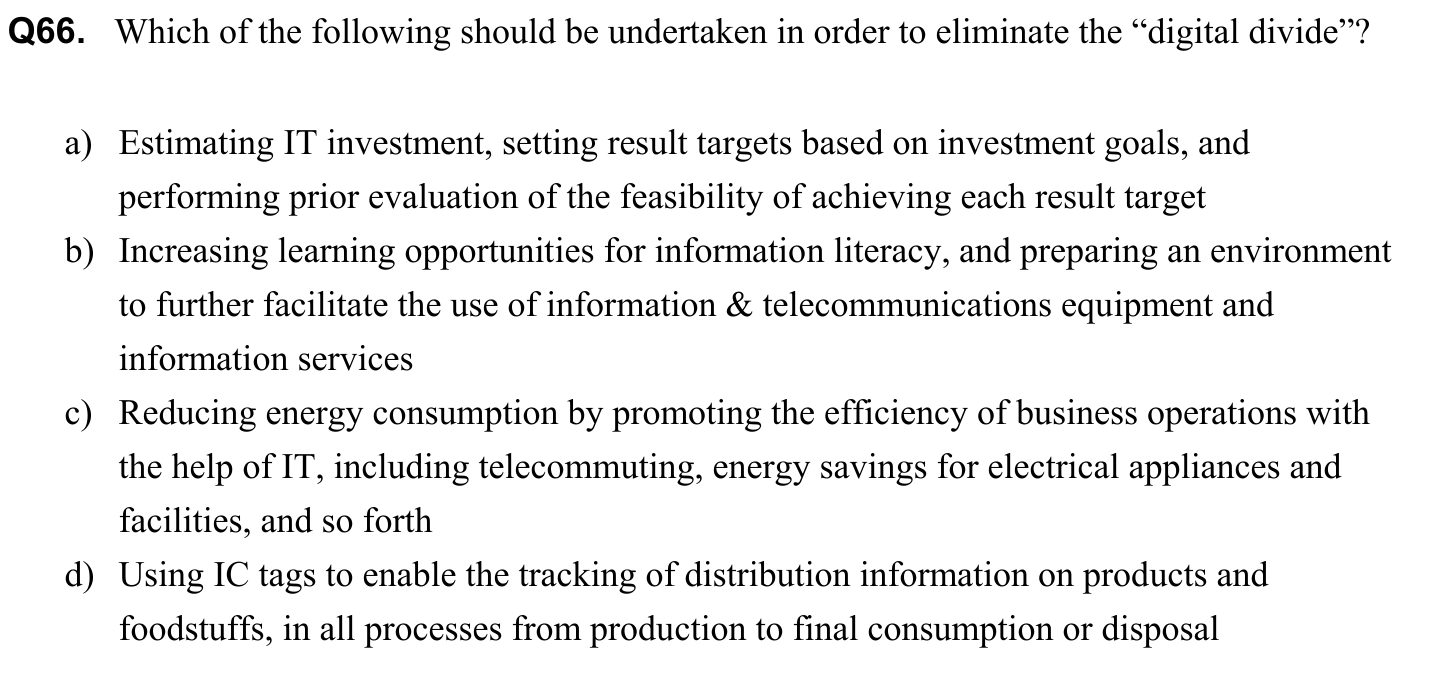 Q66. Which of the following should be undertaken in order to eliminate the “digital divide”?
a) Estimating IT investment, setting result targets based on investment goals, and
performing prior evaluation of the feasibility of achieving each result target
b) Increasing learning opportunities for information literacy, and preparing an environment
to further facilitate the use of information & telecommunications equipment and
information services
c) Reducing energy consumption by promoting the efficiency of business operations with
the help of IT, including telecommuting, energy savings for electrical appliances and
facilities, and so forth
d) Using IC tags to enable the tracking of distribution information on products and
foodstuffs, in all processes from production to final consumption or disposal